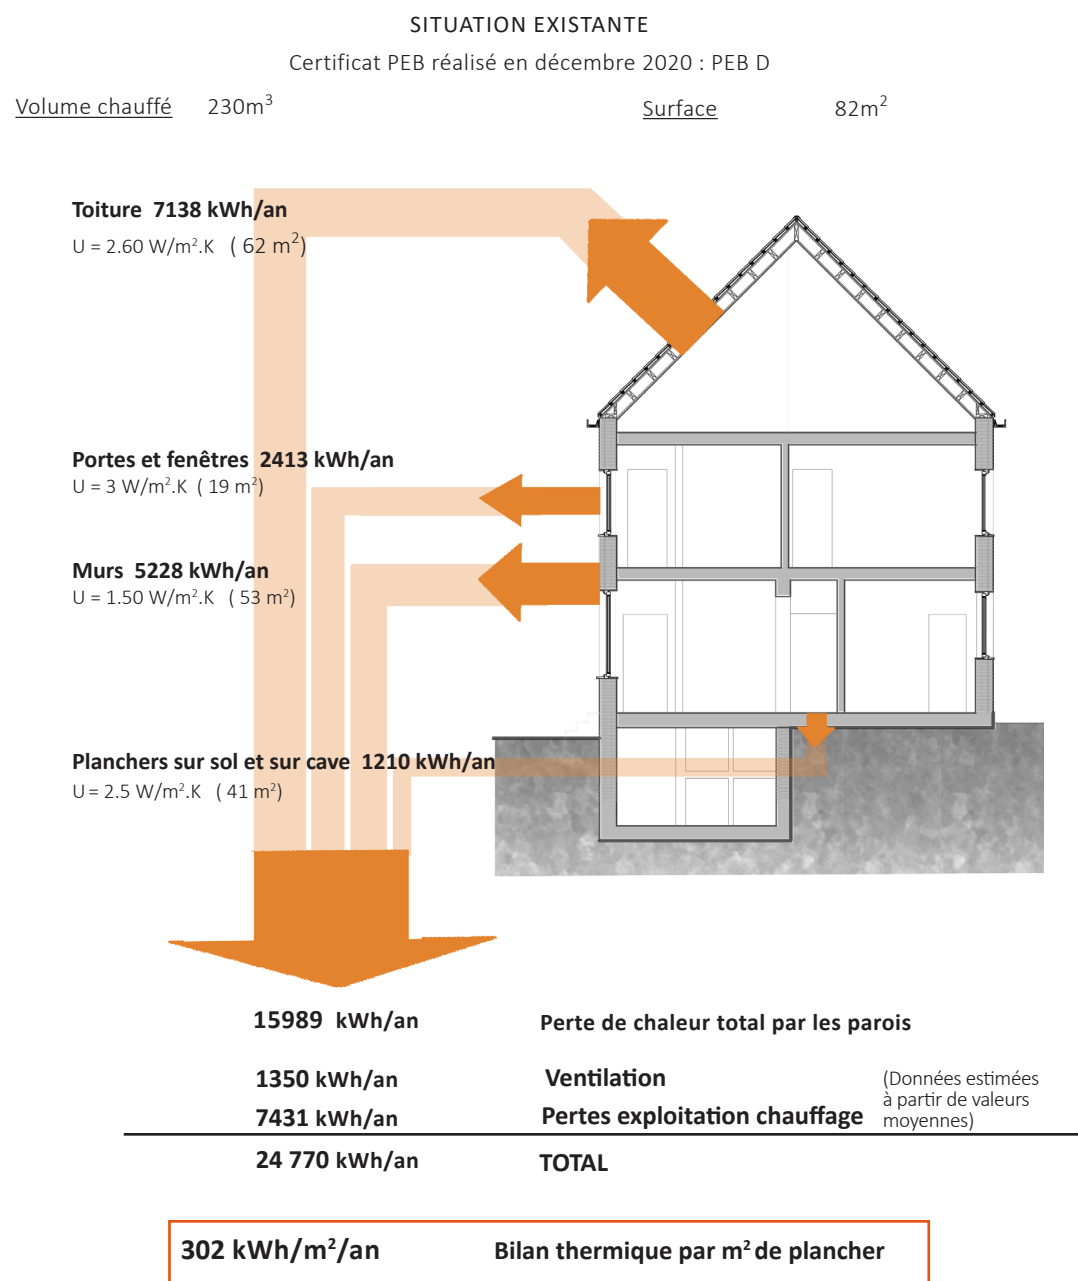 SITUATION EXISTANTE
Certificat PEB réalisé en décembre 2020 : PEB D
Volume chauffé 230m³
Surface 82m²
Toiture 7138 kWh/an
U = 2.60 W/m².K ( 62 m²)
Portes et fenêtres 2413 kWh/an
U = 3 W/m².K ( 19 m²)
Murs 5228 kWh/an
U = 1.50 W/m².K ( 53 m²)
Planchers sur sol et sur cave 1210 kWh/an
U = 2.5 W/m².K ( 41 m²)
15989 kWh/an Perte de chaleur total par les parois
1350 kWh/an Ventilation
7431 kWh/an Pertes exploitation chauffage
(Données estimées
à partir de valeurs
moyennes)
24 770 kWh/an TOTAL
302 kWh/m²/an Bilan thermique par m² de plancher